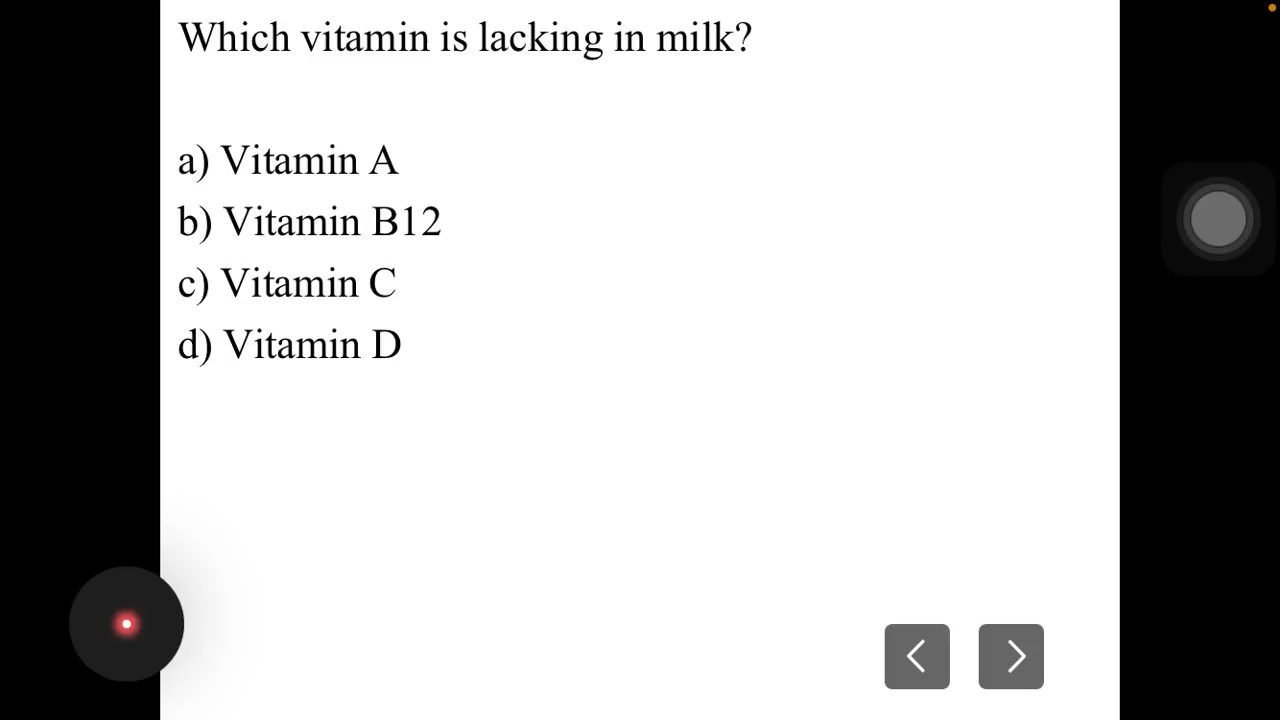 Which vitamin is lacking in milk?
a) Vitamin A
b) Vitamin B12
c) Vitamin C
d) Vitamin D